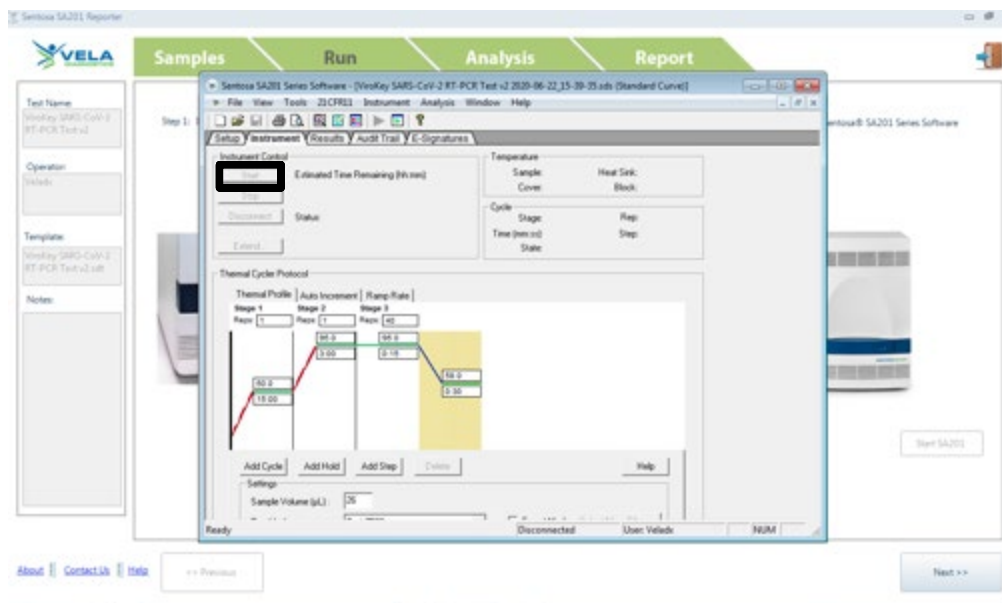 Sentosa SA201 Reporter
VELA
DIAGNOSTICS
Samples
Run
Analysis
Report
Test Name:
ViroKey SARS-CoV-2
RT-PCR Test v2
Operator:
Veladx
Template:
ViroKey SARS-CoV-2
RT-PCR Test v2.sdt
Notes:
Step 1:
Sentosa® SA201 Series Software
Start SA201
Sentosa SA201 Series Software - [ViroKey SARS-CoV-2 RT-PCR Test v2 2020-06-22_15-39-35.sds (Standard Curve)]
File View Tools 21CFR11 Instrument Analysis Window Help
Setup Instrument Results Audit Trail E-Signatures
Instrument Control
Start Estimated Time Remaining (hh:mm):
Stop
Disconnect Status:
Extend...
Temperature
Sample: Heat Sink:
Cover: Block:
Cycle
Stage: Rep:
Time (mm:ss): Step:
State:
Thermal Cycler Protocol
Thermal Profile Auto Increment Ramp Rate
Stage 1 Stage 2 Stage 3
Reps: 1 Reps: 1 Reps: 40
95.0 95.0
3:00 0:15
50.0
15:00
0:30
Add Cycle Add Hold Add Step Delete Help
Settings
Sample Volume (µL): 25
Ready Disconnected User: Veladx NUM
About Contact Us Help << Previous Next >>